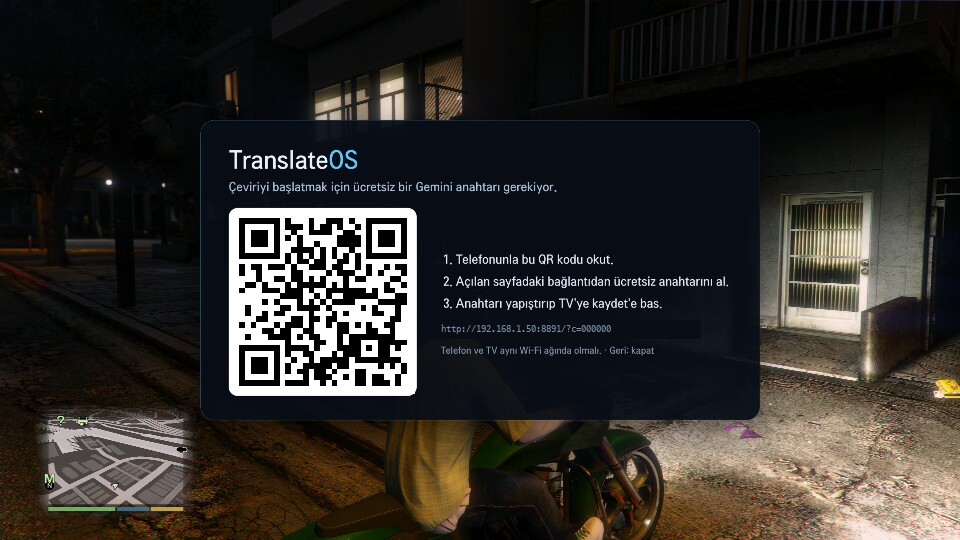 TranslateOS
Çeviriyi başlatmak için ücretsiz bir Gemini anahtarı gerekiyor.
1. Telefonunla bu QR kodu okut.
2. Açılan sayfadaki bağlantıdan ücretsiz anahtarını al.
3. Anahtarı yapıştırıp TV'ye kaydet'e bas.
http://192.168.1.50:8891/?c=000000
Telefon ve TV aynı Wi-Fi ağında olmalı. · Geri: kapat
?
M
N